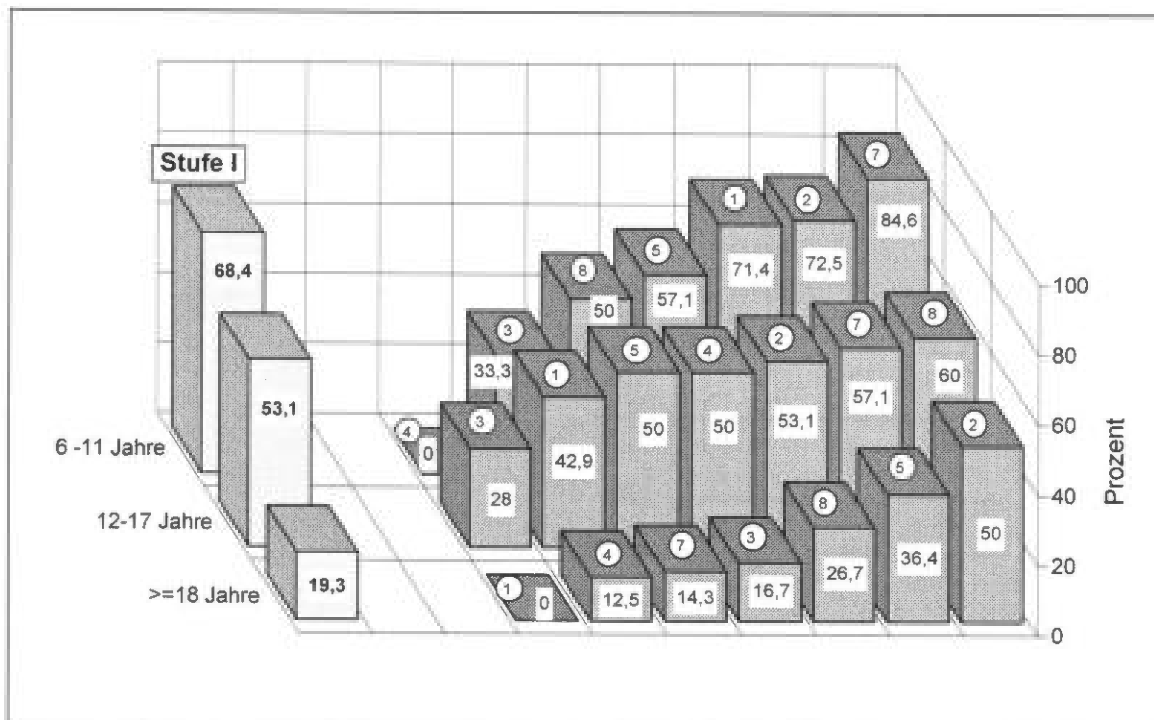 Stufe I
68,4
53,1
19,3
6 -11 Jahre
12-17 Jahre
>=18 Jahre
4 3 8 5 1 2 7
0 33,3 50 57,1 71,4 72,5 84,6
3 1 5 4 2 7 8
28 42,9 50 50 53,1 57,1 60
1 4 7 3 8 5 2
0 12,5 14,3 16,7 26,7 36,4 50
100
80
60
40
20
0
Prozent